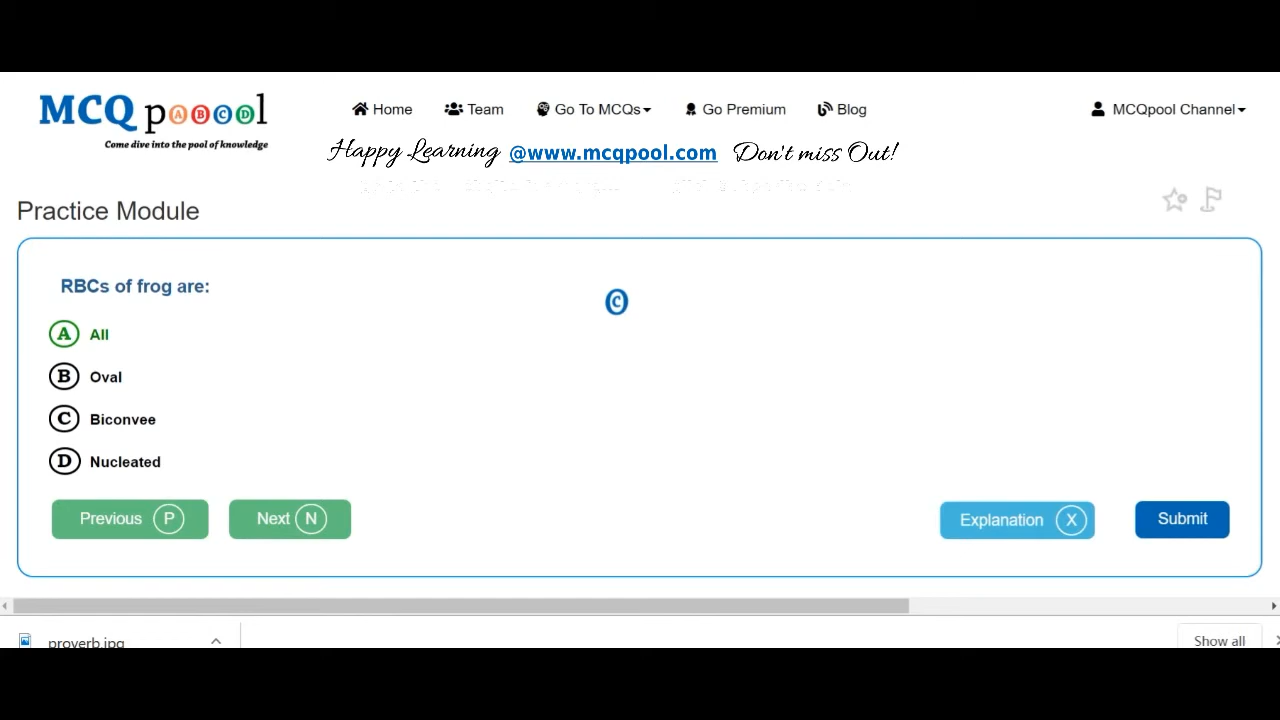 MCQ pABCDl
Come dive into the pool of knowledge
Home Team Go To MCQs Go Premium Blog MCQpool Channel
Happy Learning @www.mcqpool.com Don't miss Out!
Practice Module
RBCs of frog are:
C
A All
B Oval
C Biconvee
D Nucleated
Previous P Next N Explanation X Submit
proverb.jpg Show all